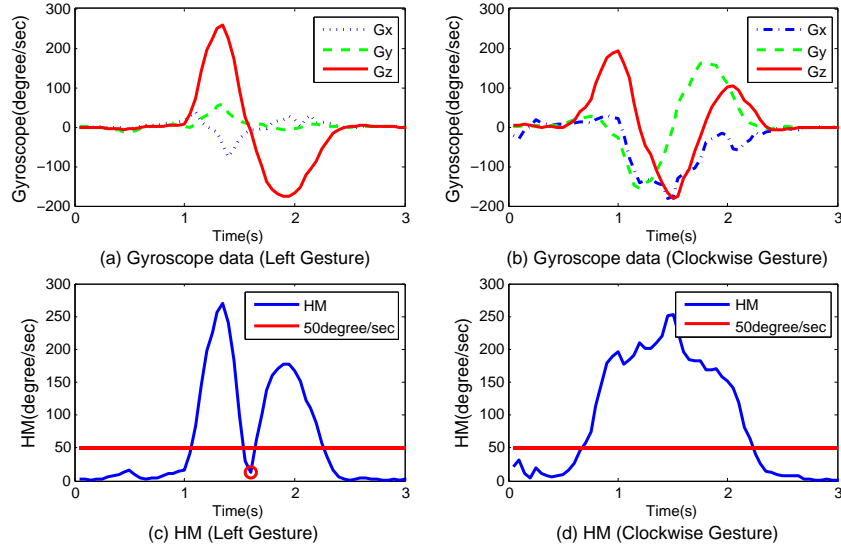 300
200
100
0
−100
−200
Gyroscope(degree/sec)
Gx
Gy
Gz
0
1
2
3
Time(s)
(a) Gyroscope data (Left Gesture)
300
200
100
0
−100
−200
Gyroscope(degree/sec)
Gx
Gy
Gz
0
1
2
3
Time(s)
(b) Gyroscope data (Clockwise Gesture)
300
250
200
150
100
50
0
HM(degree/sec)
HM
50degree/sec
0
1
2
3
Time(s)
(c) HM (Left Gesture)
300
250
200
150
100
50
0
HM(degree/sec)
HM
50degree/sec
0
1
2
3
Time(s)
(d) HM (Clockwise Gesture)